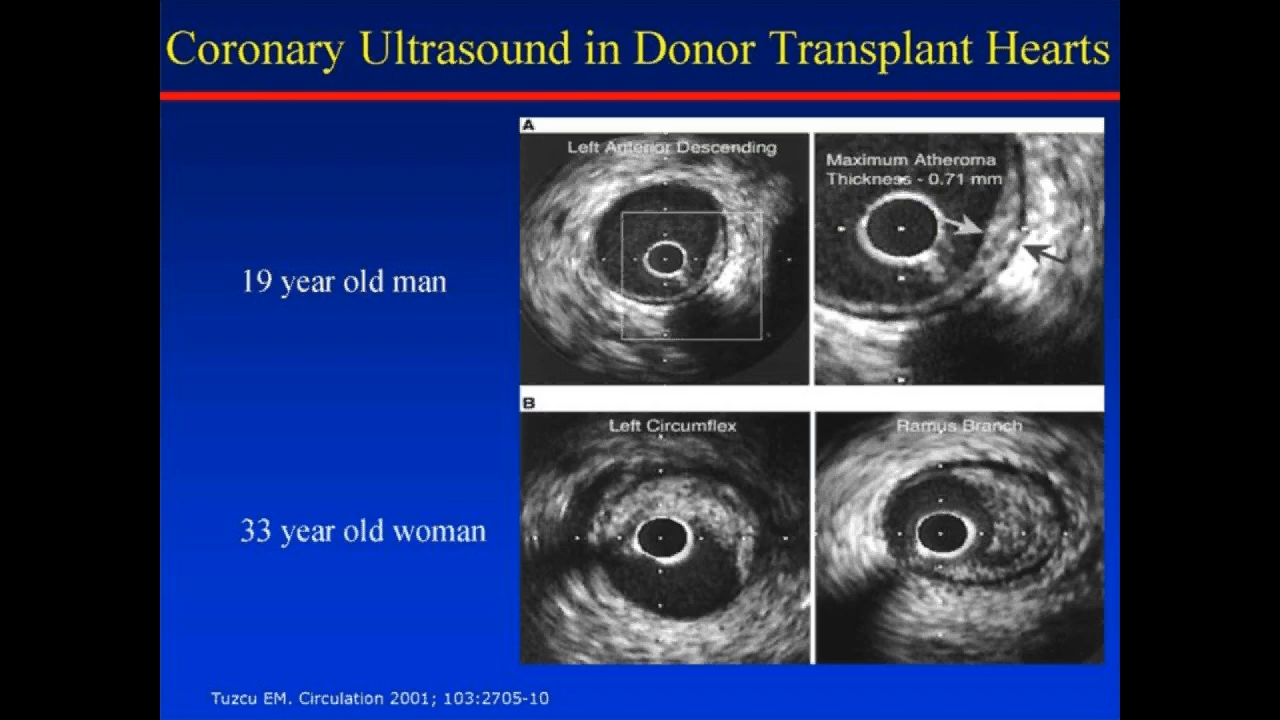 Coronary Ultrasound in Donor Transplant Hearts
A
Left Anterior Descending
Maximum Atheroma
Thickness - 0.71 mm
19 year old man
B
Left Circumflex
Ramus Branch
33 year old woman
Tuzcu EM. Circulation 2001; 103:2705-10